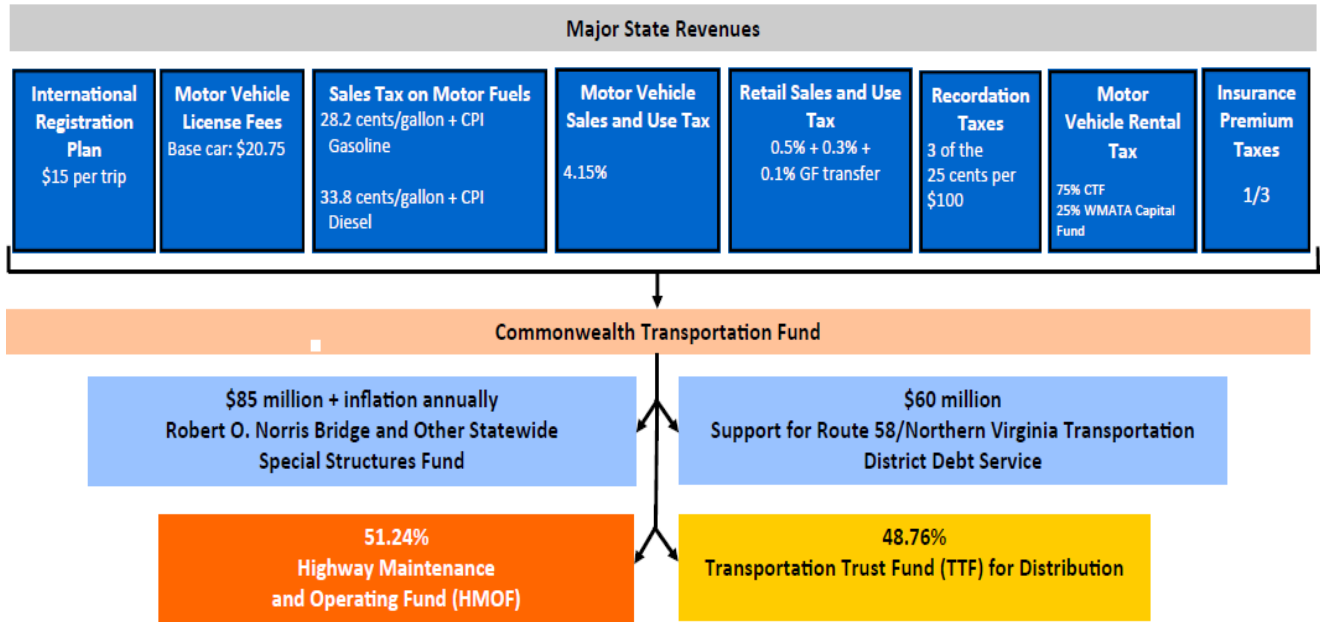 Major State Revenues
International
Registration
Plan
$15 per trip
Motor Vehicle
License Fees
Base car: $20.75
Sales Tax on Motor Fuels
28.2 cents/gallon + CPI
Gasoline
33.8 cents/gallon + CPI
Diesel
Motor Vehicle
Sales and Use Tax
4.15%
Retail Sales and Use
Tax
0.5% + 0.3% +
0.1% GF transfer
Recordation
Taxes
3 of the
25 cents per
$100
Motor
Vehicle Rental
Tax
75% CTF
25% WMATA Capital
Fund
Insurance
Premium
Taxes
1/3
Commonwealth Transportation Fund
$85 million + inflation annually
Robert O. Norris Bridge and Other Statewide
Special Structures Fund
$60 million
Support for Route 58/Northern Virginia Transportation
District Debt Service
51.24%
Highway Maintenance
and Operating Fund (HMOF)
48.76%
Transportation Trust Fund (TTF) for Distribution